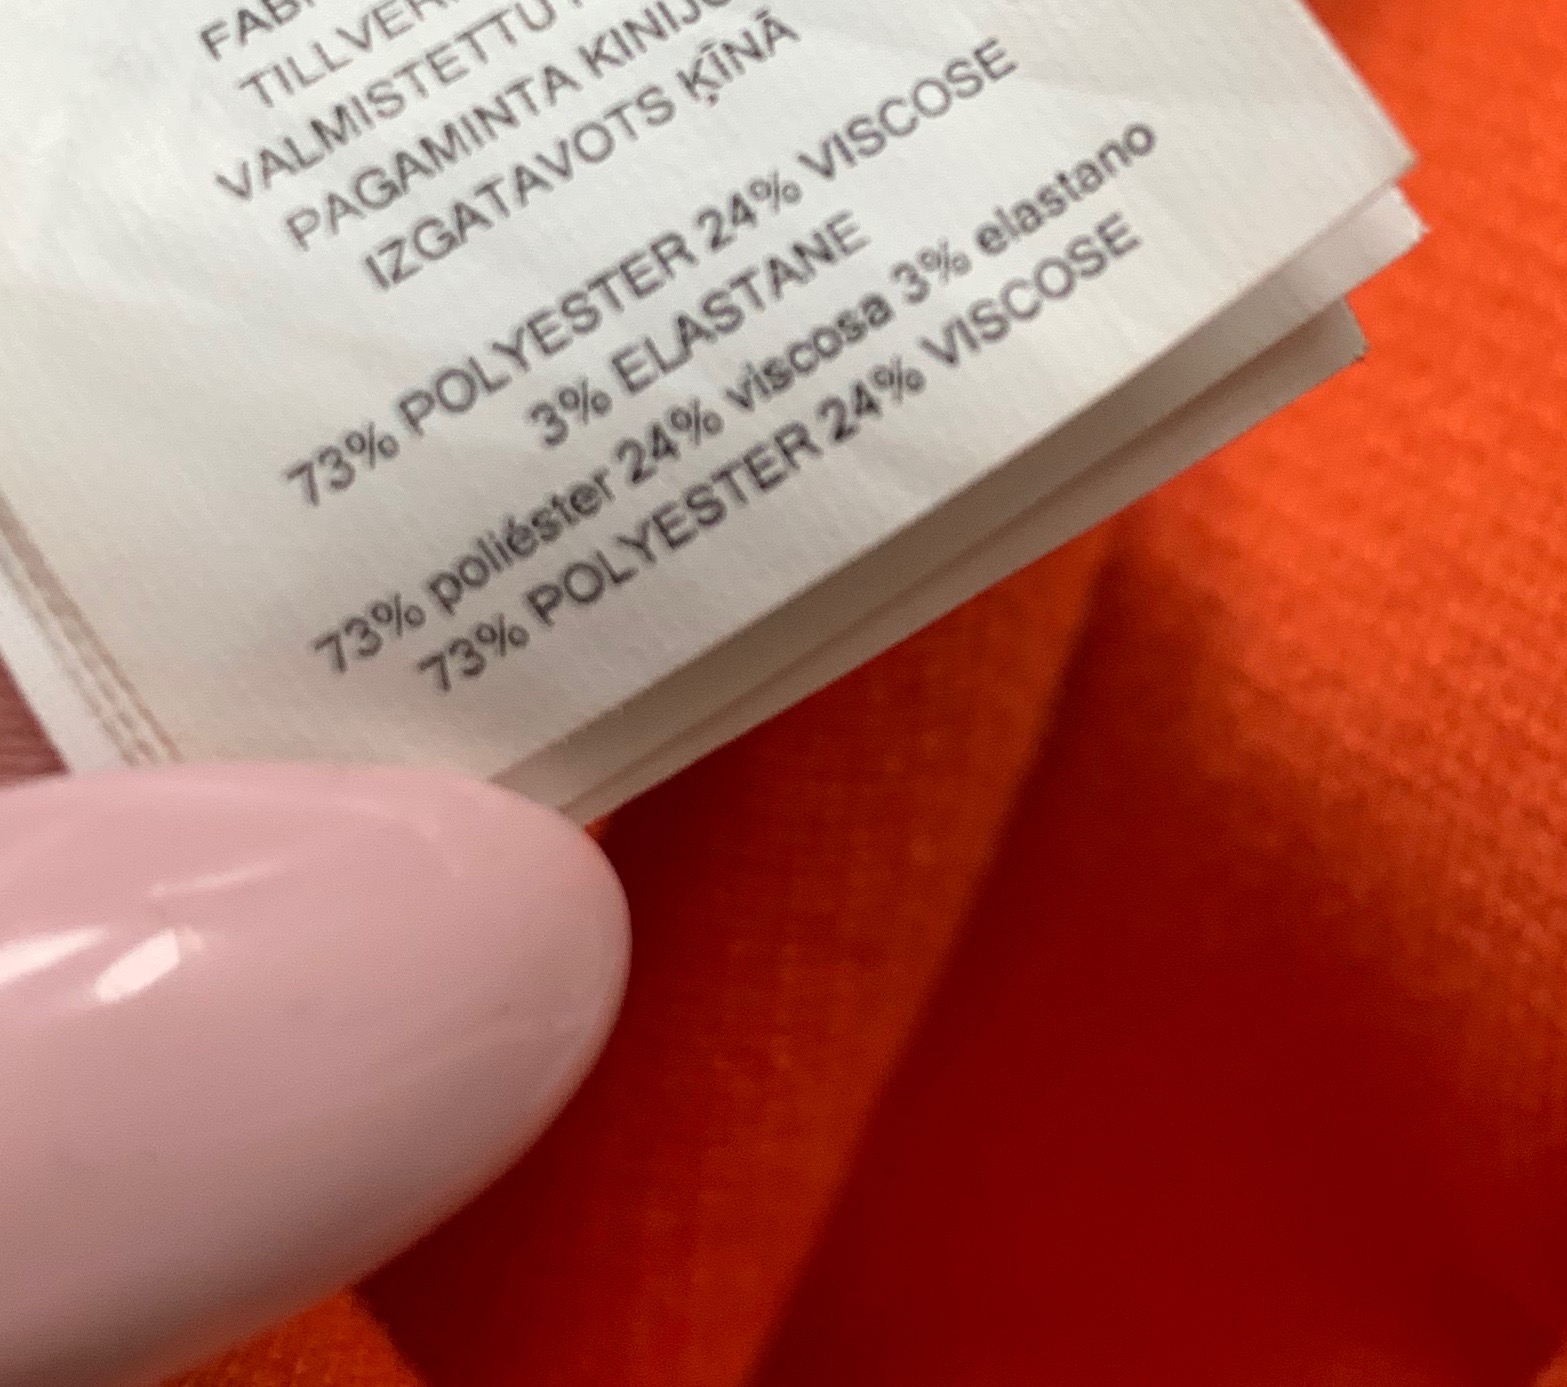 TILLVER
VALMISTETTU
PAGAMINTA KINIJO
IZGATAVOTS ĶĪNĀ
73% POLYESTER 24% VISCOSE
3% ELASTANE
73% poliéster 24% viscosa 3% elastano
73% POLYESTER 24% VISCOSE